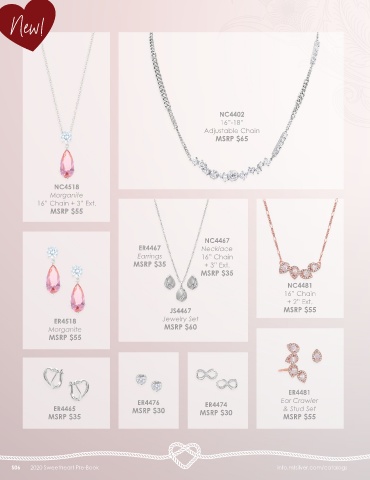 New!
NC4402
16"-18"
Adjustable Chain
MSRP $65
NC4518
Morganite
16" Chain + 3" Ext.
MSRP $55
ER4467
Earrings
MSRP $35
NC4467
Necklace
16" Chain
+ 3" Ext.
MSRP $35
JS4467
Jewelry Set
MSRP $60
NC4481
16" Chain
+ 2" Ext.
MSRP $55
ER4518
Morganite
MSRP $55
ER4465
MSRP $35
ER4476
MSRP $30
ER4474
MSRP $30
ER4481
Ear Crawler
& Stud Set
MSRP $55
2020 Sweetheart Pre-Book